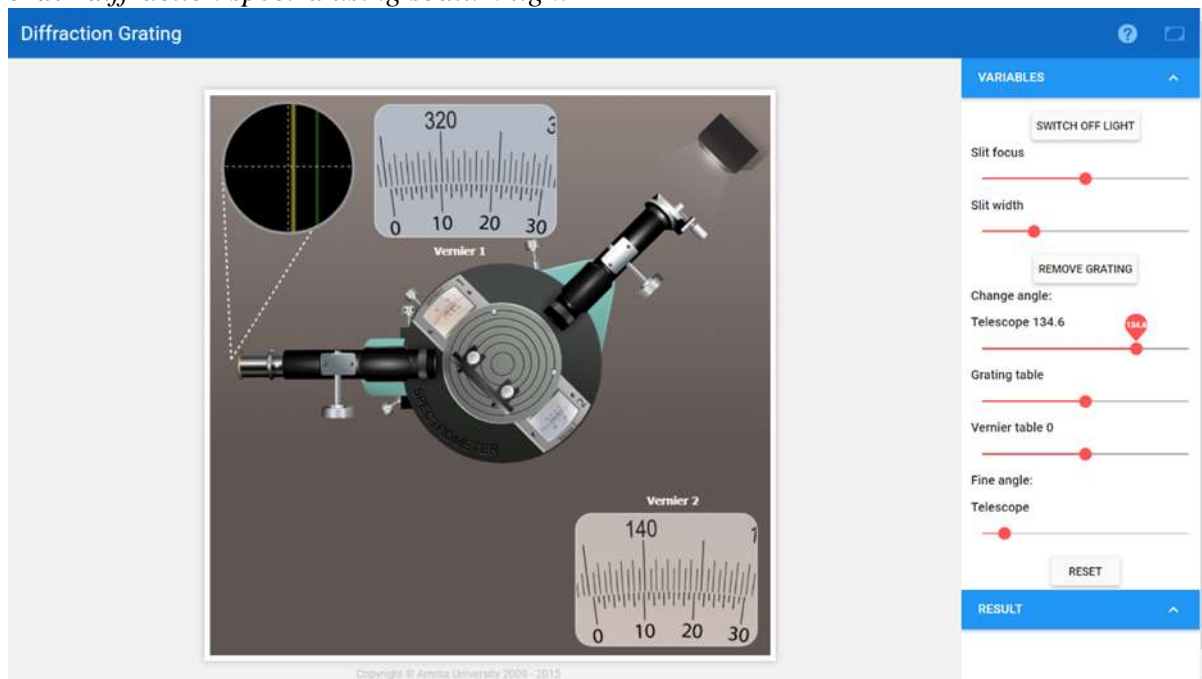 Diffraction Grating
VARIABLES
SWITCH OFF LIGHT
Slit focus
Slit width
REMOVE GRATING
Change angle:
Telescope 134.6
134.6
Grating table
Vernier table 0
Fine angle:
Telescope
RESET
RESULT
320 3
0 10 20 30
Vernier 1
SPECTROMETER
Vernier 2
140 1
0 10 20 30
Copyright © Amrita University 2009 - 2015